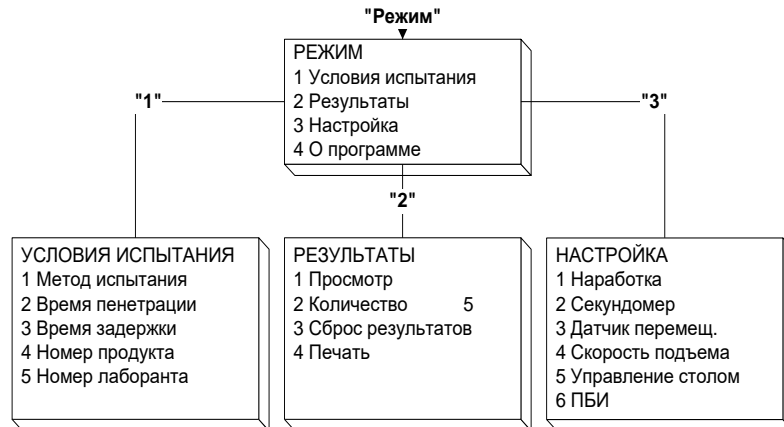 "Режим"
РЕЖИМ
1 Условия испытания
2 Результаты
3 Настройка
4 О программе
"1"
"3"
"2"
УСЛОВИЯ ИСПЫТАНИЯ
1 Метод испытания
2 Время пенетрации
3 Время задержки
4 Номер продукта
5 Номер лаборанта
РЕЗУЛЬТАТЫ
1 Просмотр
2 Количество 5
3 Сброс результатов
4 Печать
НАСТРОЙКА
1 Наработка
2 Секундомер
3 Датчик перемещ.
4 Скорость подъема
5 Управление столом
6 ПБИ